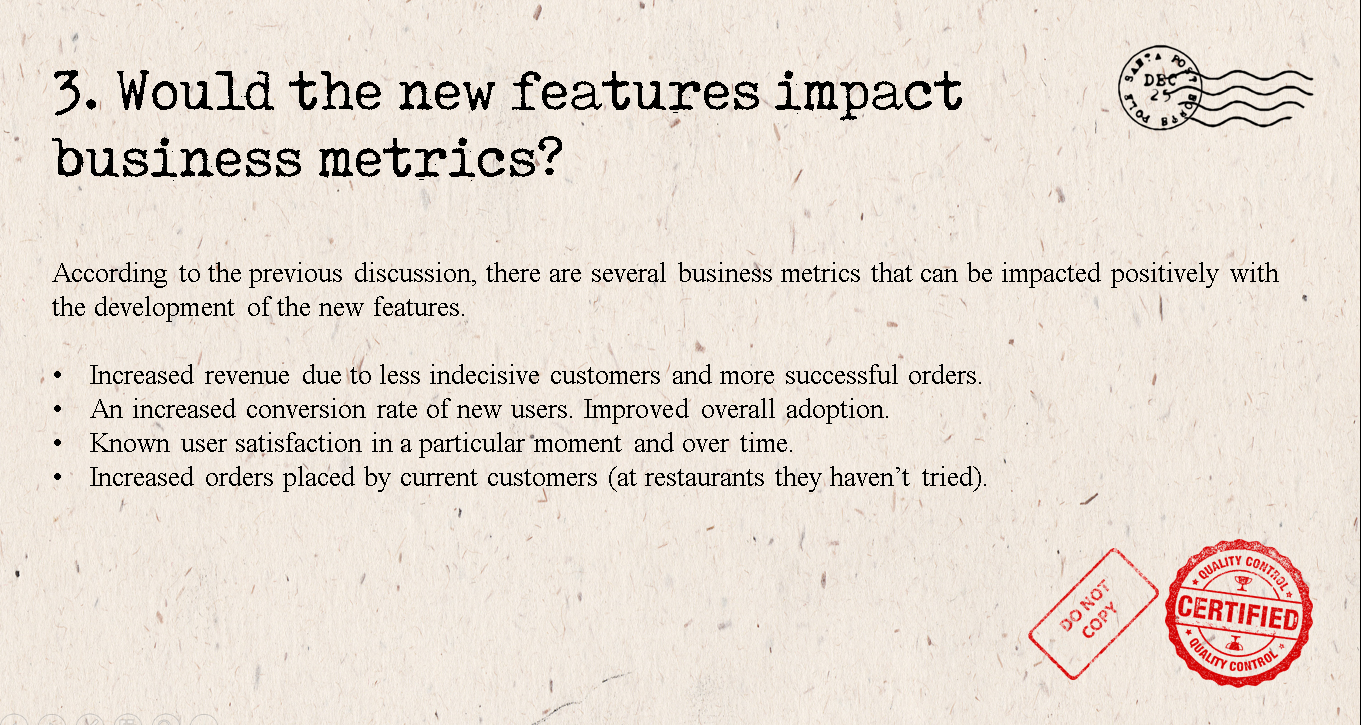 3. Would the new features impact
business metrics?
SANTA POST
DEC
25
NORTH POLE
According to the previous discussion, there are several business metrics that can be impacted positively with
the development of the new features.
• Increased revenue due to less indecisive customers and more successful orders.
• An increased conversion rate of new users. Improved overall adoption.
• Known user satisfaction in a particular moment and over time.
• Increased orders placed by current customers (at restaurants they haven't tried).
DO NOT
COPY
QUALITY CONTROL
CERTIFIED
QUALITY CONTROL